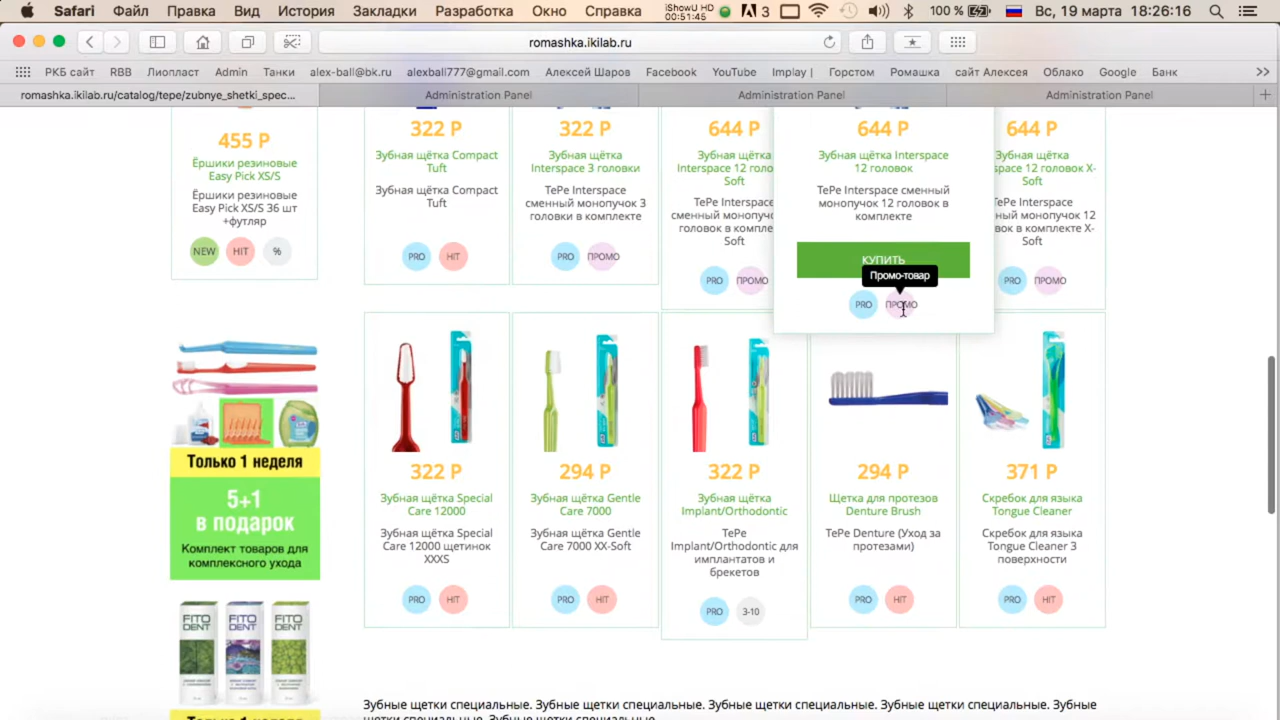 Safari Файл Правка Вид История Закладки Разработка Окно Справка iShowU HD 00:51:45 3 100 % Вс, 19 марта 18:26:16
romashka.ikilab.ru
РКБ сайт RBB Лиопласт Admin Танки alex-ball@bk.ru alexball777@gmail.com Алексей Шаров Facebook YouTube Implay | Горстом Ромашка сайт Алексея Облако Google Банк >>
romashka.ikilab.ru/catalog/tepe/zubnye_shetki_spec... Administration Panel Administration Panel Administration Panel +
455 Р
Ёршики резиновые
Easy Pick XS/S
Ёршики резиновые
Easy Pick XS/S 36 шт
+футляр
NEW HIT %
322 Р
Зубная щётка Compact
Tuft
Зубная щётка Compact
Tuft
PRO HIT
322 Р
Зубная щётка
Interspace 3 головки
TePe Interspace
сменный монопучок 3
головки в комплекте
PRO ПРОМО
644 Р
Зубная щётка
Interspace 12 голо
Soft
TePe Interspace
сменный монопучок
головок в компле
Soft
PRO ПРОМО
644 Р
Зубная щётка Interspace
12 головок
TePe Interspace сменный
монопучок 12 головок в
комплекте
КУПИТЬ
Промо-товар
PRO ПРОМО
644 Р
Зубная щётка
space 12 головок X-
Soft
TePe Interspace
ный монопучок 12
вок в комплекте X-
Soft
PRO ПРОМО
Только 1 неделя
5+1
в подарок
Комплект товаров для
комплексного ухода
FITO DENT FITO DENT FITO DENT
Только 1 неделя
322 Р
Зубная щётка Special
Care 12000
Зубная щётка Special
Care 12000 щетинок
XXXS
PRO HIT
294 Р
Зубная щётка Gentle
Care 7000
Зубная щётка Gentle
Care 7000 XX-Soft
PRO HIT
322 Р
Зубная щётка
Implant/Orthodontic
TePe
Implant/Orthodontic для
имплантатов и
брекетов
PRO 3-10
294 Р
Щетка для протезов
Denture Brush
TePe Denture (Уход за
протезами)
PRO HIT
371 Р
Скребок для языка
Tongue Cleaner
Скребок для языка
Tongue Cleaner 3
поверхности
PRO HIT
Зубные щетки специальные. Зубные щетки специальные. Зубные щетки специальные. Зубные щетки специальные. Зубные
щетки специальные. Зубные щетки специальные.